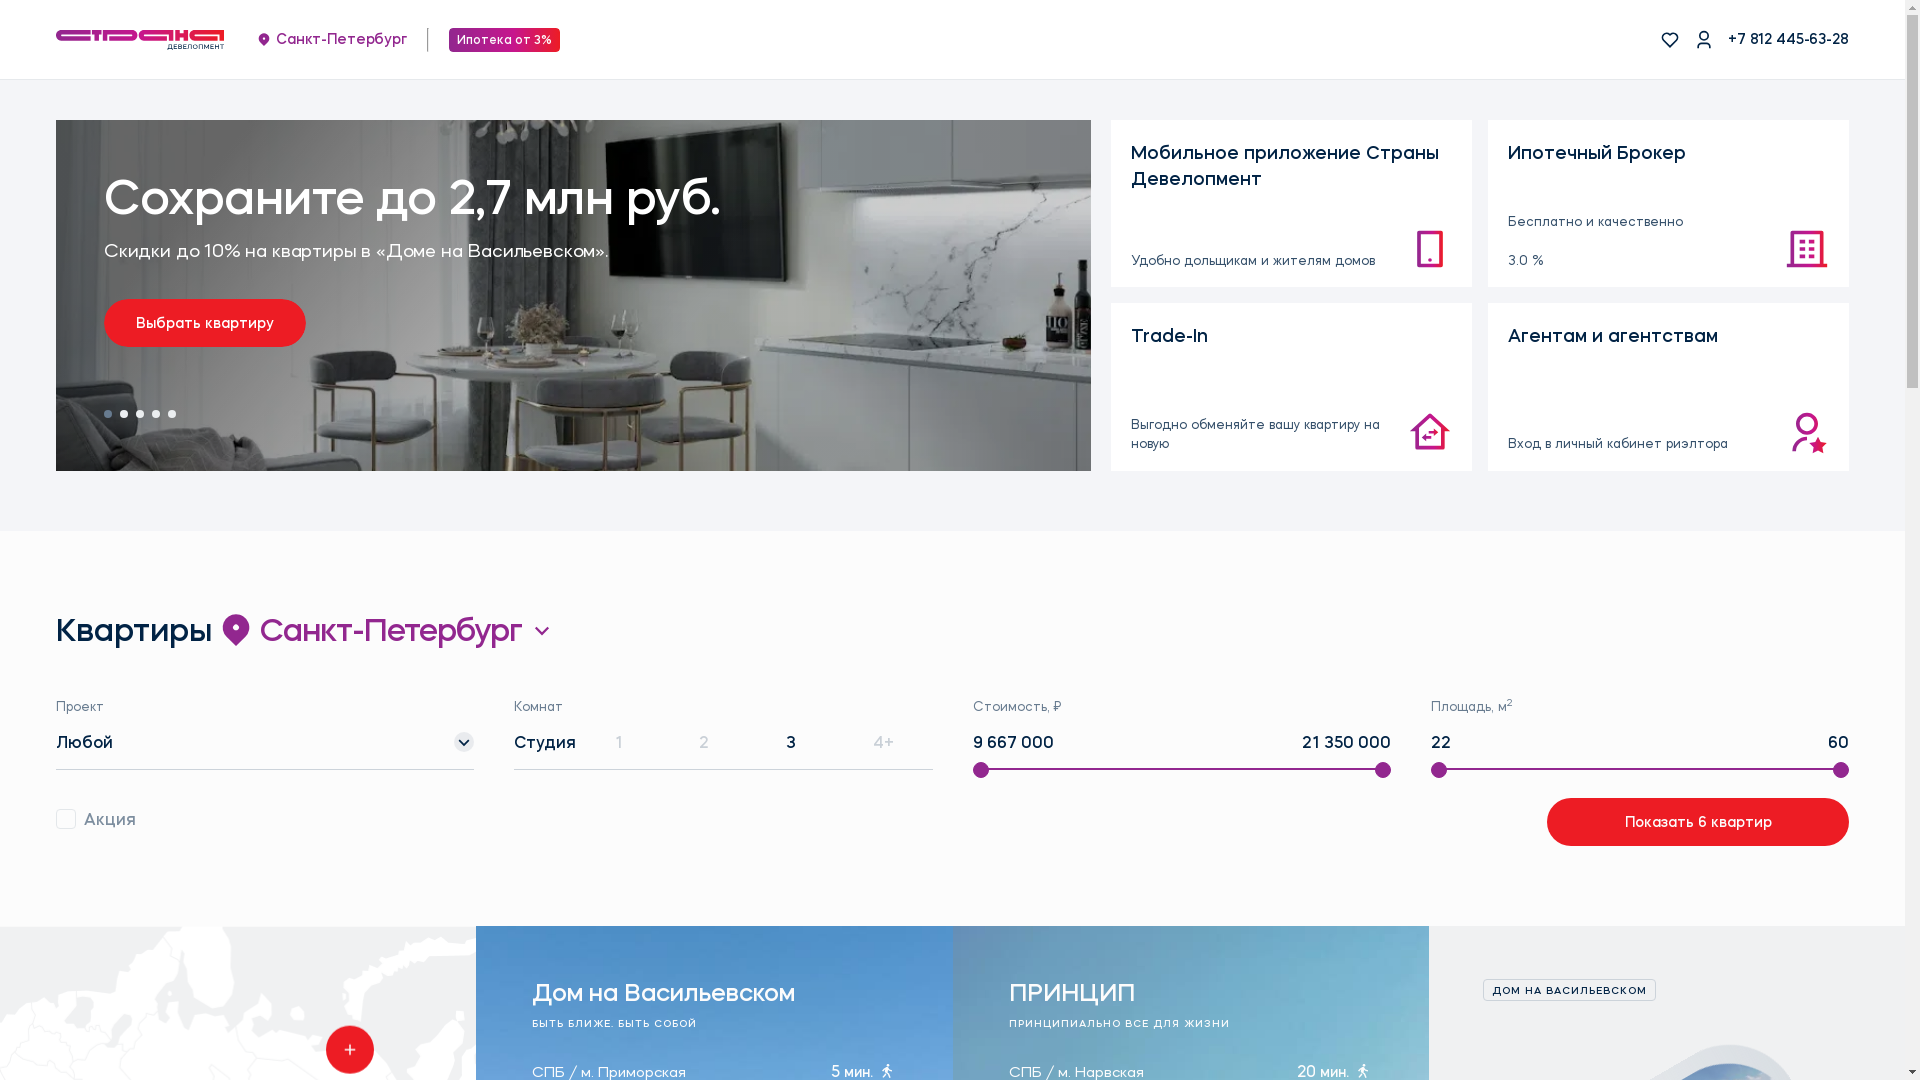 страна
ДЕВЕЛОПМЕНТ
Санкт-Петербург
Ипотека от 3%
+7 812 445-63-28
Сохраните до 2,7 млн руб.
Скидки до 10% на квартиры в «Доме на Васильевском».
Выбрать квартиру
Мобильное приложение Страны
Девелопмент
Удобно дольщикам и жителям домов
Ипотечный Брокер
Бесплатно и качественно
3.0 %
Trade-In
Выгодно обменяйте вашу квартиру на
новую
Агентам и агентствам
Вход в личный кабинет риэлтора
Квартиры Санкт-Петербург
Проект
Любой
Комнат
Студия 1 2 3 4+
Стоимость, ₽
9 667 000 21 350 000
Площадь, м²
22 60
Акция
Показать 6 квартир
Дом на Васильевском
БЫТЬ БЛИЖЕ. БЫТЬ СОБОЙ
СПБ / м. Приморская 5 мин.
ПРИНЦИП
ПРИНЦИПИАЛЬНО ВСЕ ДЛЯ ЖИЗНИ
СПБ / м. Нарвская 20 мин.
ДОМ НА ВАСИЛЬЕВСКОМ